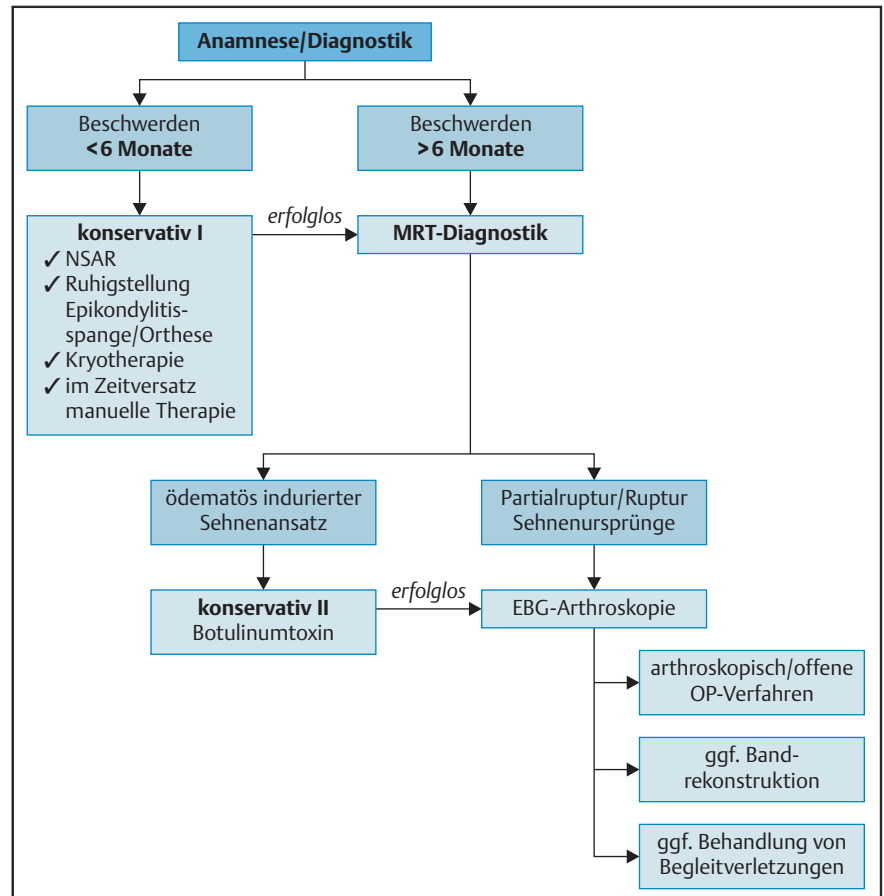 Anamnese/Diagnostik
Beschwerden
<6 Monate
Beschwerden
>6 Monate
konservativ I
✓ NSAR
✓ Ruhigstellung
Epikondylitis-
spange/Orthese
✓ Kryotherapie
✓ im Zeitversatz
manuelle Therapie
erfolglos
MRT-Diagnostik
ödematös indurierter
Sehnenansatz
Partialruptur/Ruptur
Sehnenursprünge
konservativ II
Botulinumtoxin
erfolglos
EBG-Arthroskopie
arthroskopisch/offene
OP-Verfahren
ggf. Band-
rekonstruktion
ggf. Behandlung von
Begleitverletzungen